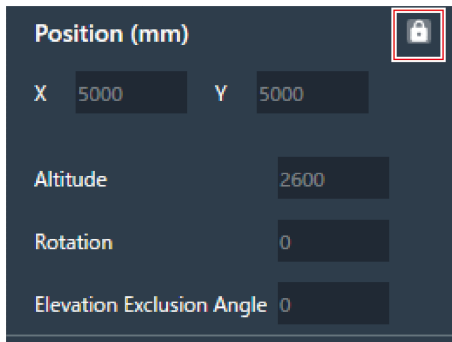 Position (mm)
X 5000 Y 5000
Altitude 2600
Rotation 0
Elevation Exclusion Angle 0